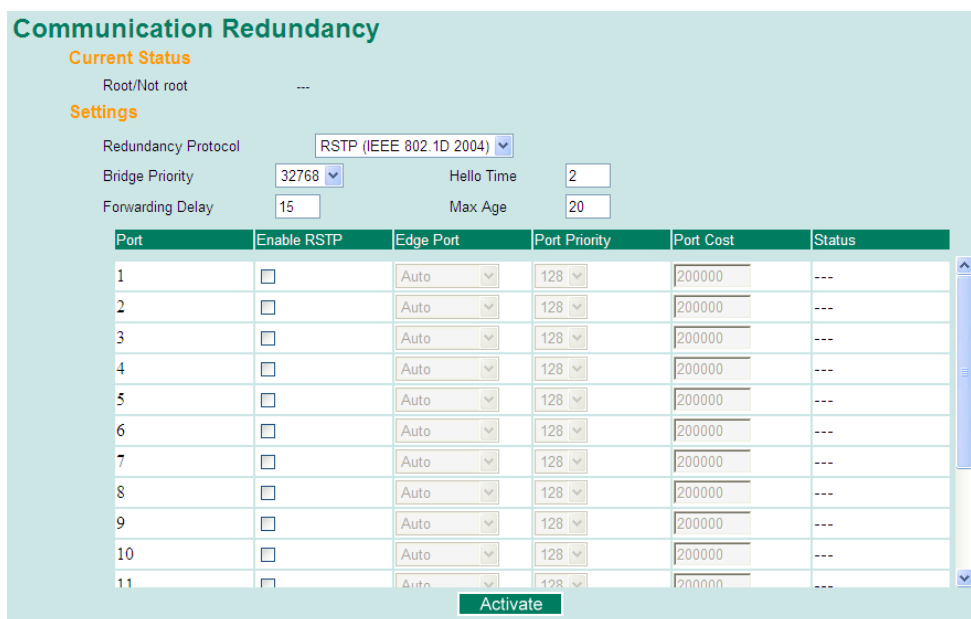 Communication Redundancy
Current Status
Root/Not root ---
Settings
Redundancy Protocol RSTP (IEEE 802.1D 2004)
Bridge Priority 32768 Hello Time 2
Forwarding Delay 15 Max Age 20
Port Enable RSTP Edge Port Port Priority Port Cost Status
1 Auto 128 200000 ---
2 Auto 128 200000 ---
3 Auto 128 200000 ---
4 Auto 128 200000 ---
5 Auto 128 200000 ---
6 Auto 128 200000 ---
7 Auto 128 200000 ---
8 Auto 128 200000 ---
9 Auto 128 200000 ---
10 Auto 128 200000 ---
11 Auto 128 200000 ---
Activate